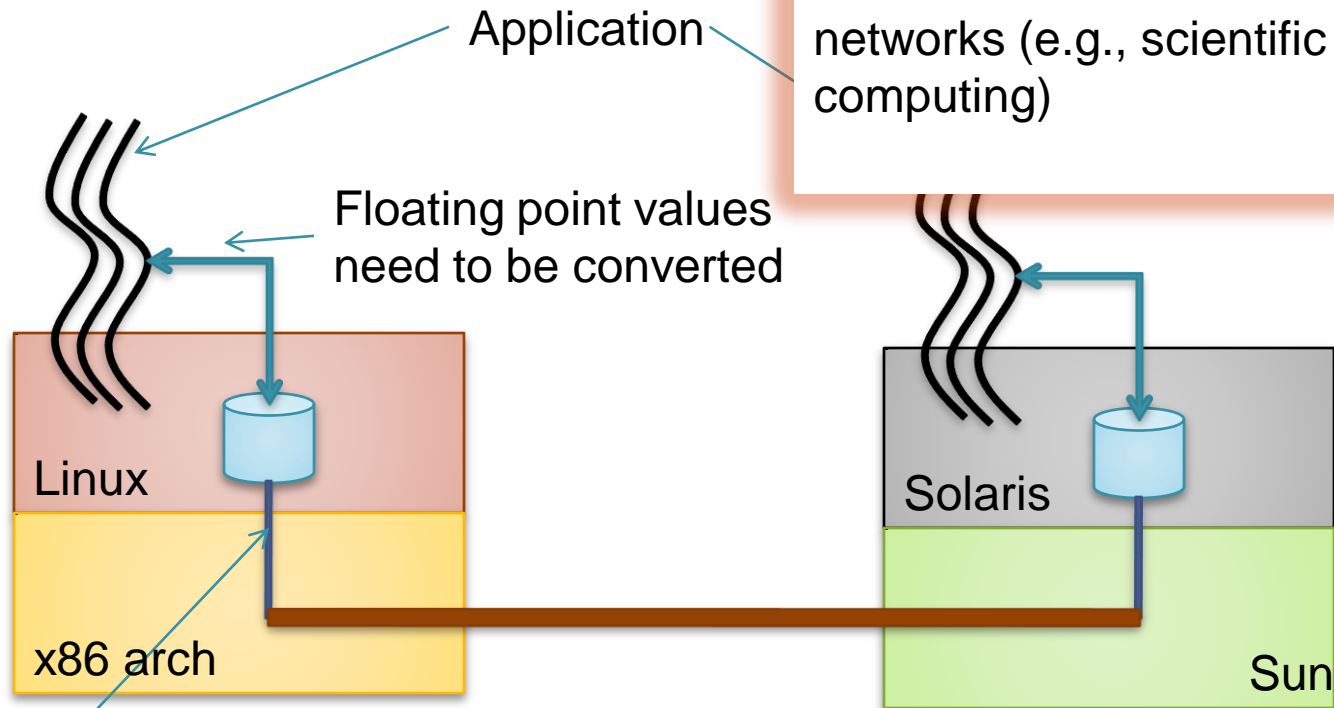 Application
networks (e.g., scientific
computing)
Floating point values
need to be converted
Linux
Solaris
x86 arch
Sun